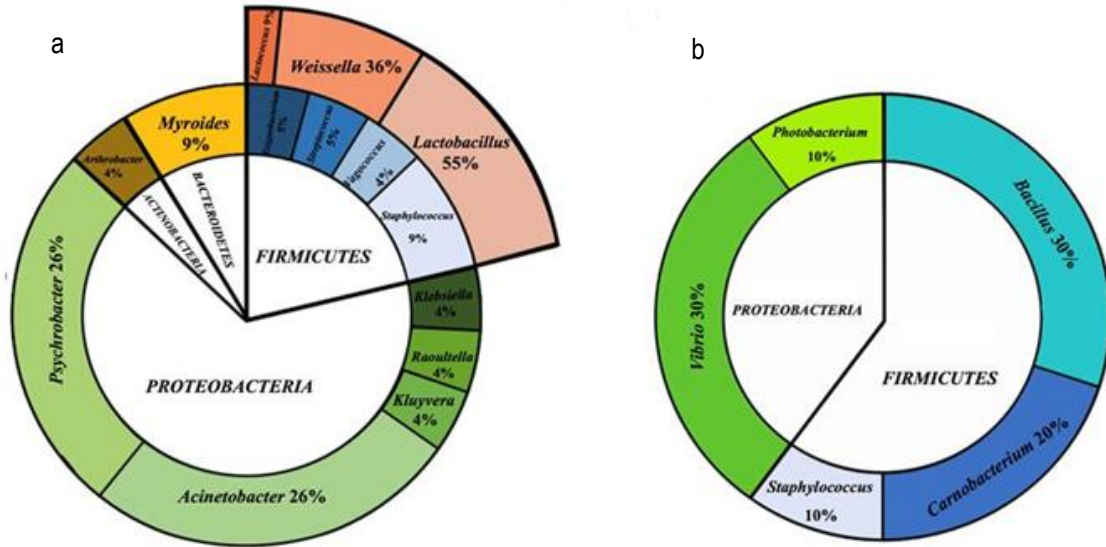 a
Lactococcus 9%
Weissella 36%
Lactobacillus
55%
Myroides
9%
Arthrobacter
4%
5%
Streptococcus
5%
Vagococcus
4%
Staphylococcus
9%
BACTEROIDETES
ACTINOBACTERIA
FIRMICUTES
Psychrobacter 26%
PROTEOBACTERIA
Klebsiella
4%
Raoultella
4%
Kluyvera
4%
Acinetobacter 26%
b
Photobacterium
10%
Bacillus 30%
Vibrio 30%
PROTEOBACTERIA
FIRMICUTES
Staphylococcus
10%
Carnobacterium 20%